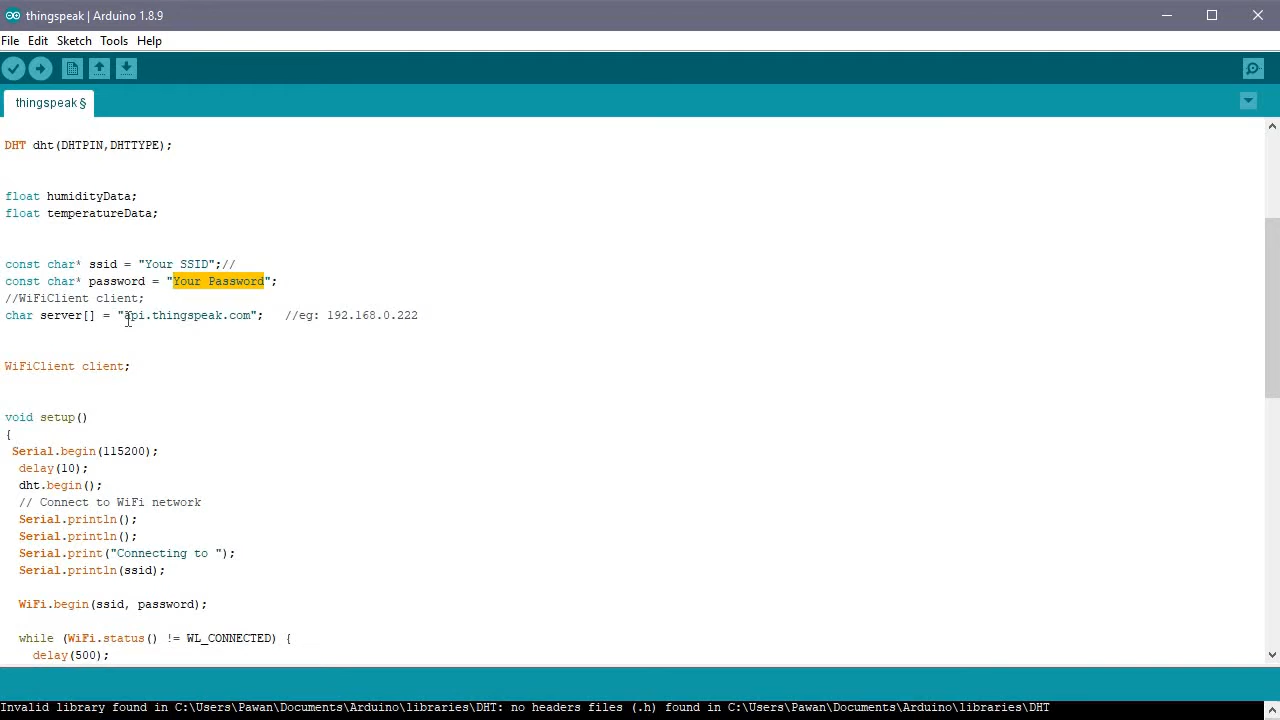 thingspeak | Arduino 1.8.9
File Edit Sketch Tools Help
thingspeak §
DHT dht(DHTPIN,DHTTYPE);
float humidityData;
float temperatureData;
const char* ssid = "Your SSID";//
const char* password = "Your Password";
//WiFiClient client;
char server[] = "api.thingspeak.com";   //eg: 192.168.0.222
WiFiClient client;
void setup()
{
Serial.begin(115200);
delay(10);
dht.begin();
// Connect to WiFi network
Serial.println();
Serial.println();
Serial.print("Connecting to ");
Serial.println(ssid);
WiFi.begin(ssid, password);
while (WiFi.status() != WL_CONNECTED) {
delay(500);
Invalid library found in C:\Users\Pawan\Documents\Arduino\libraries\DHT: no headers files (.h) found in C:\Users\Pawan\Documents\Arduino\libraries\DHT